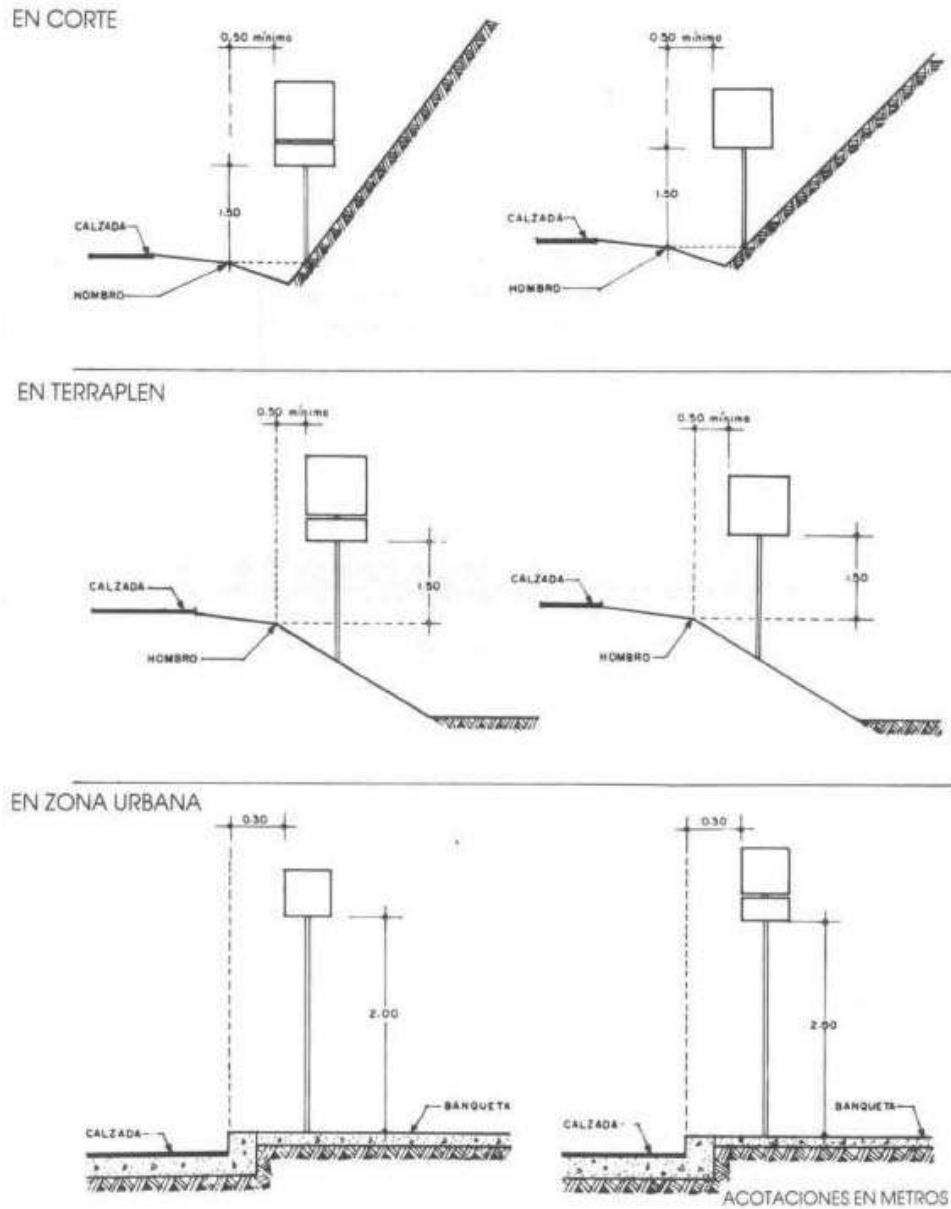 EN CORTE
0.50 mínimo
0.50 mínimo
1.50
1.50
CALZADA
CALZADA
HOMBRO
HOMBRO
EN TERRAPLEN
0.50 mínimo
0.50 mínimo
1.50
1.50
CALZADA
CALZADA
HOMBRO
HOMBRO
EN ZONA URBANA
0.30
0.30
2.00
2.00
BANQUETA
BANQUETA
CALZADA
CALZADA
ACOTACIONES EN METROS